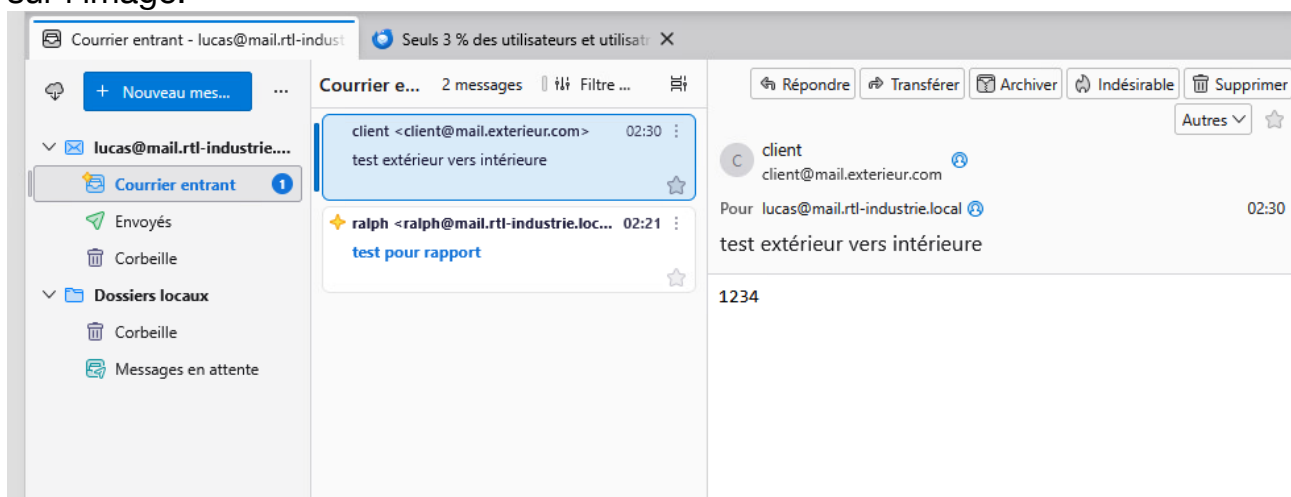 sur l'image.
Courrier entrant - lucas@mail.rtl-indust
Seuls 3 % des utilisateurs et utilisatr
+ Nouveau mes... ...
Courrier e... 2 messages Filtre ...
Répondre Transférer Archiver Indésirable Supprimer
Autres
lucas@mail.rtl-industrie....
Courrier entrant 1
Envoyés
Corbeille
Dossiers locaux
Corbeille
Messages en attente
client <client@mail.exterieur.com> 02:30
test extérieur vers intérieure
ralph <ralph@mail.rtl-industrie.loc... 02:21
test pour rapport
C
client
client@mail.exterieur.com
Pour lucas@mail.rtl-industrie.local 02:30
test extérieur vers intérieure
1234